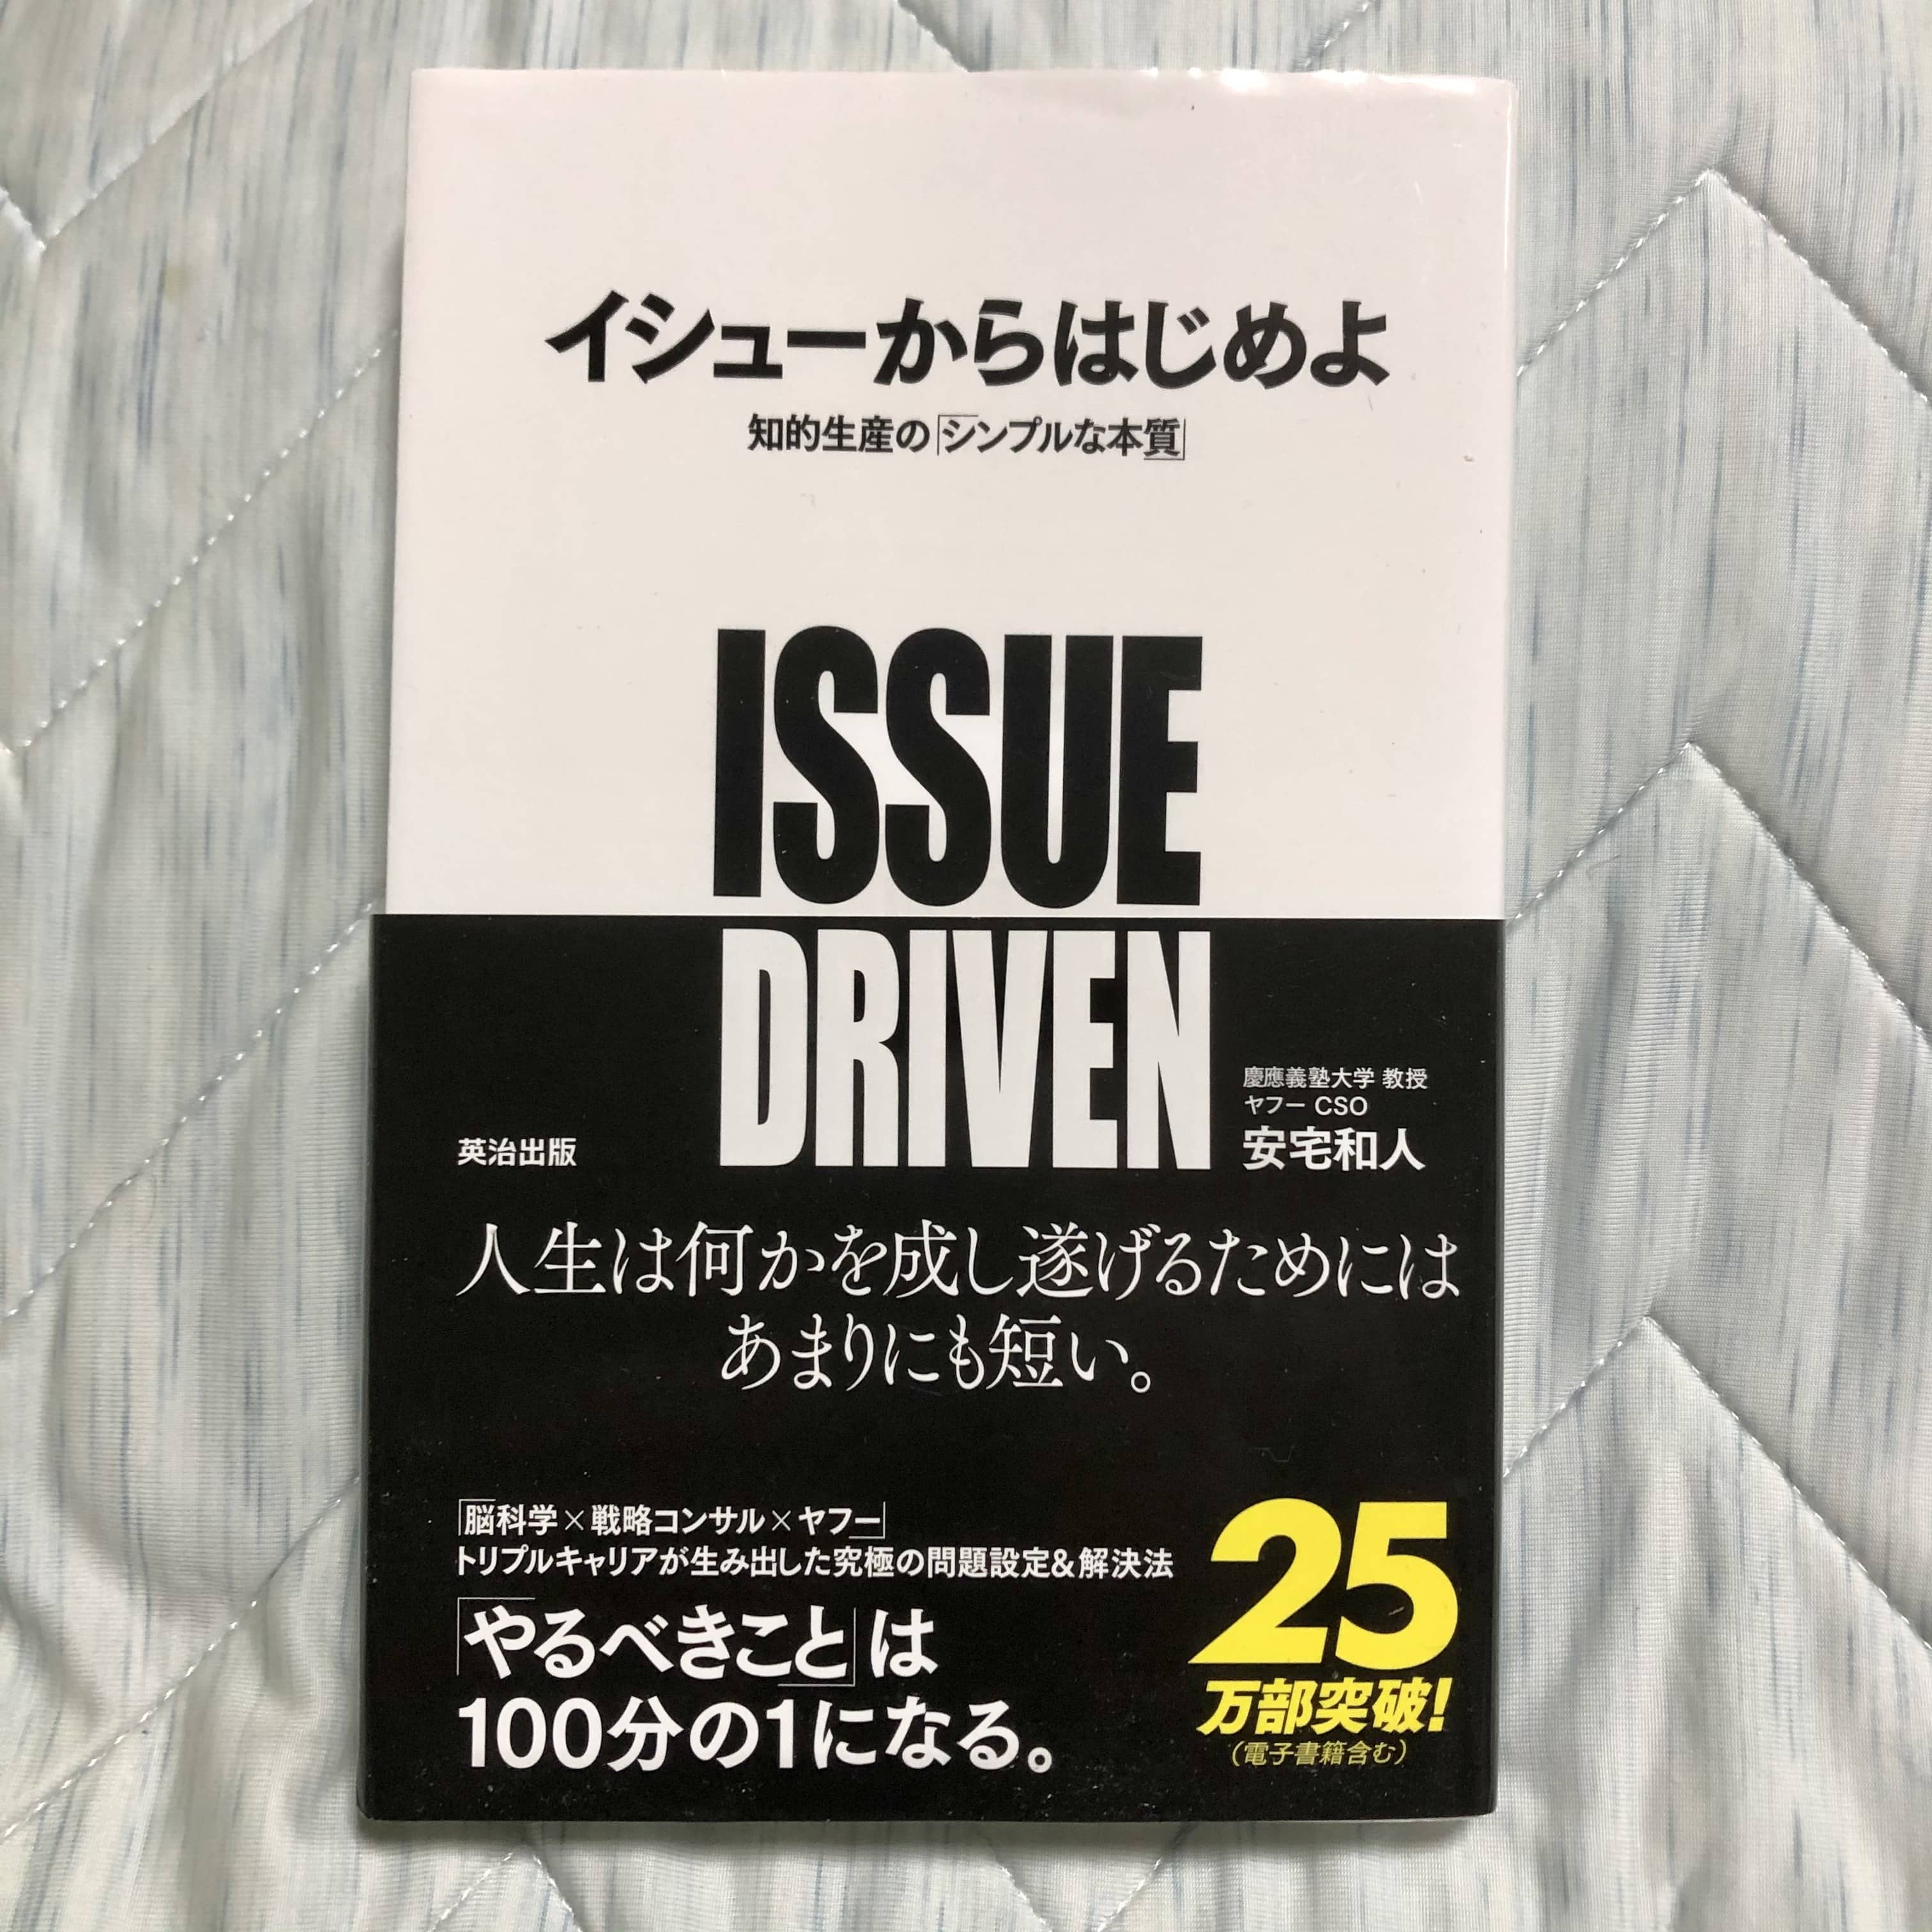 イシューからはじめよ
知的生産の「シンプルな本質」
ISSUE
DRIVEN
慶應義塾大学 教授
ヤフー CSO
安宅和人
英治出版
人生は何かを成し遂げるためには
あまりにも短い。
「脳科学×戦略コンサル×ヤフー」
トリプルキャリアが生み出した究極の問題設定&解決法
「やるべきこと」は
100分の1になる。
25
万部突破!
(電子書籍含む)